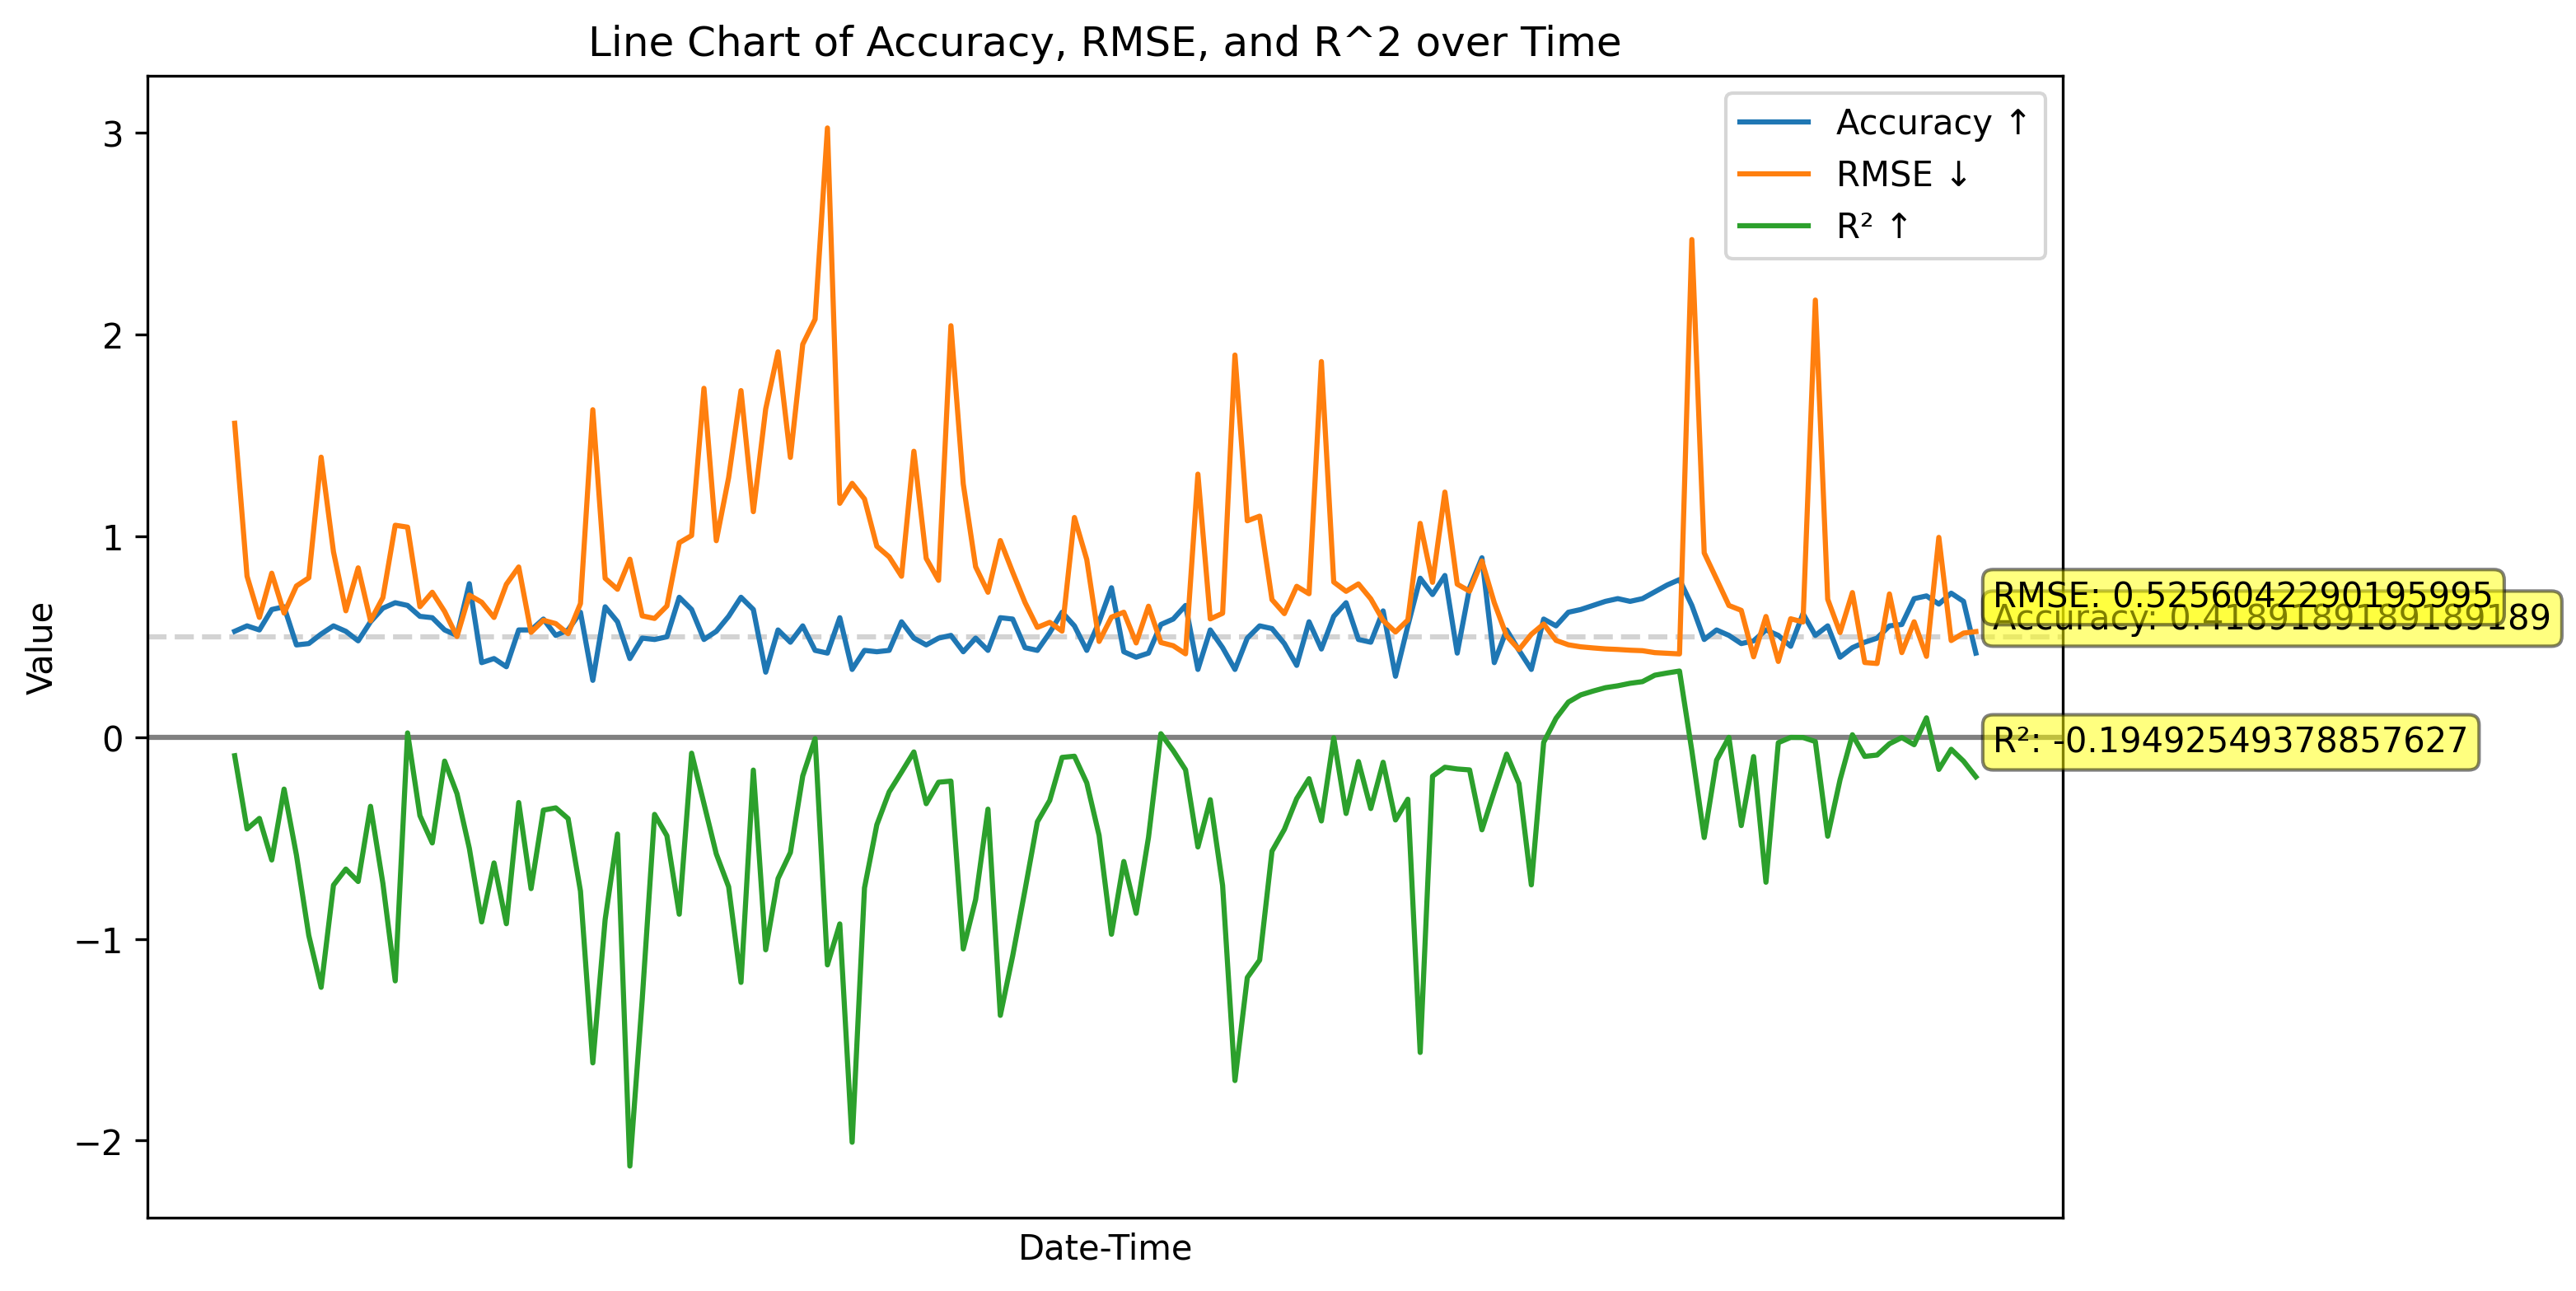 Line Chart of Accuracy, RMSE, and R^2 over Time
Value
3
2
1
0
−1
−2
Accuracy ↑
RMSE ↓
R² ↑
RMSE: 0.5256042290195995
Accuracy: 0.4189189189189189
R²: -0.19492549378857627
Date-Time